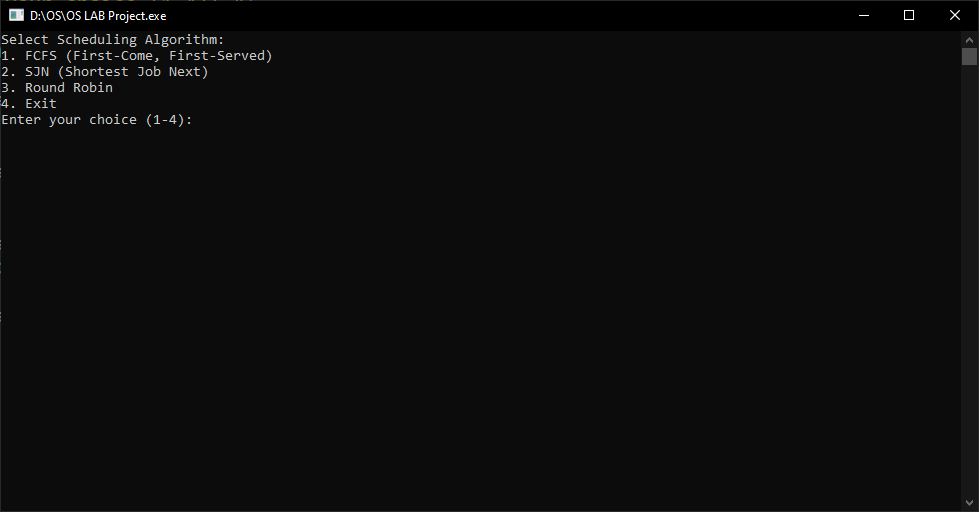 D:\OS\OS LAB Project.exe
Select Scheduling Algorithm:
1. FCFS (First-Come, First-Served)
2. SJN (Shortest Job Next)
3. Round Robin
4. Exit
Enter your choice (1-4):